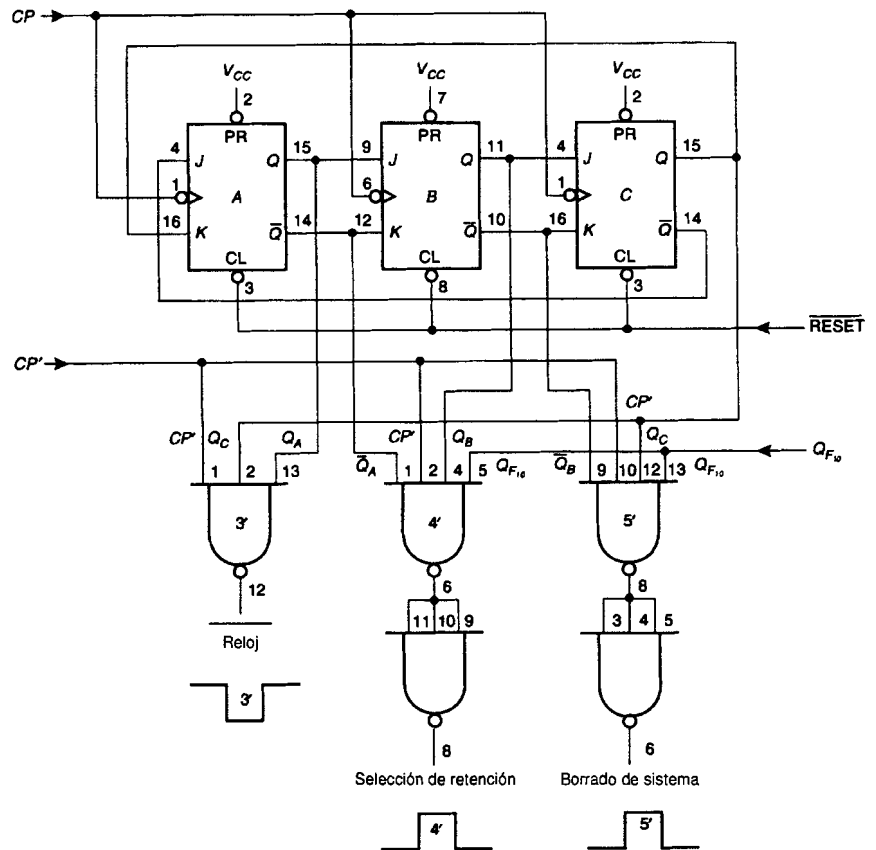 CP
V_CC V_CC V_CC
2 7 2
PR PR PR
4 J Q 15 9 J Q 11 4 J Q 15
1 A 6 B 1 C
16 K Q̅ 14 12 K Q̅ 10 16 K Q̅ 14
CL CL CL
3 8 3
R̅E̅S̅E̅T̅
CP'
CP' Q_C Q_A CP' Q_B CP' Q_C
Q̅_A Q_F₁₀ Q̅_B Q_F₁₀ Q_F₁₀
1 2 13 1 2 4 5 9 10 12 13
3' 4' 5'
12 6 8
11 10 9 3 4 5
Reloj
3'
8 6
Selección de retención Borrado de sistema
4' 5'